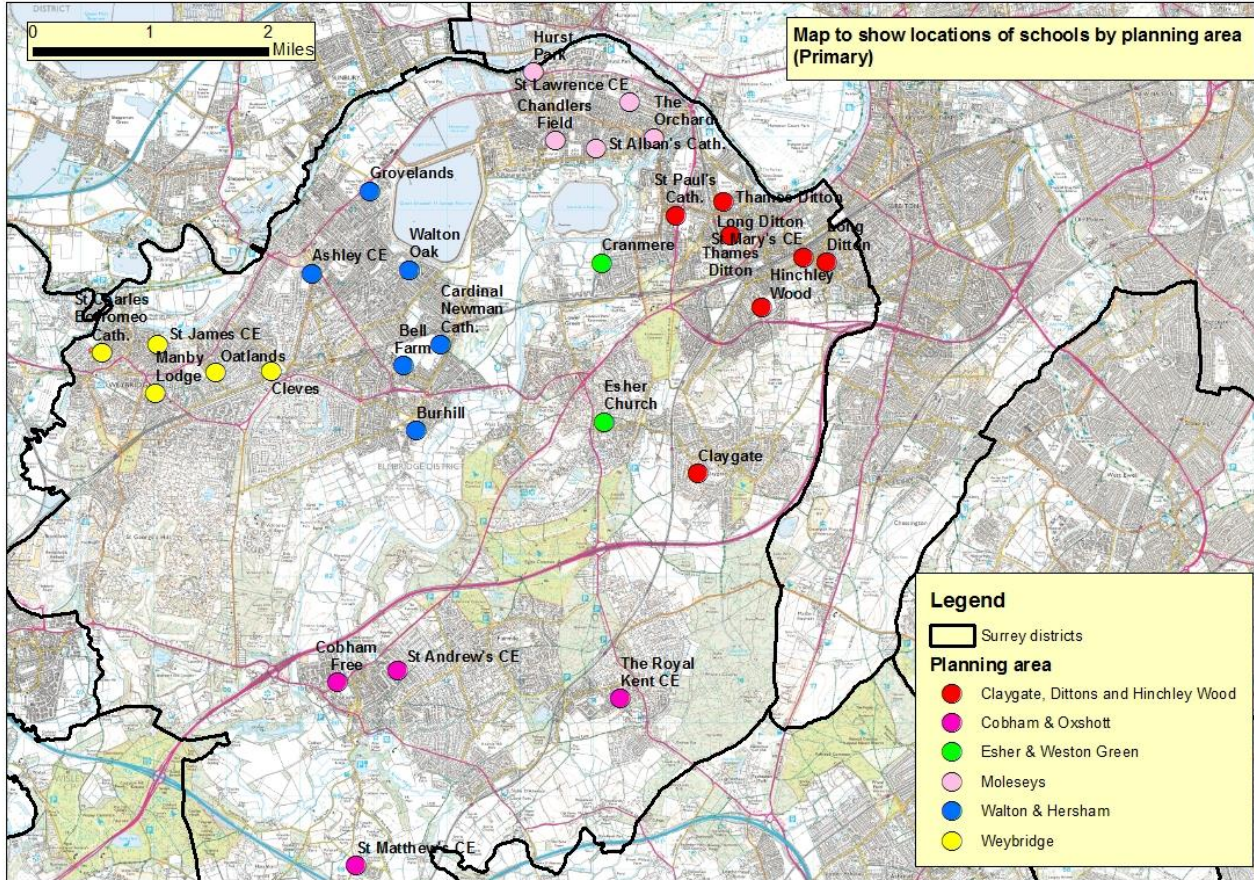 DISTRICT
0 1 2
Miles
Map to show locations of schools by planning area
(Primary)
Hurst
Park
St Lawrence CE
The
Orchard
Chandlers
Field
St Alban's Cath.
Grovelands
St Paul's
Cath.
Thames Ditton
Long Ditton
St Mary's CE
Long
Ditton
Thames
Ditton
Hinchley
Wood
Cranmere
Walton
Oak
Ashley CE
Cardinal
Newman
Cath.
Bell
Farm
St Charles
Borromeo
Cath.
St James CE
Manby
Lodge
Oatlands
Cleves
Burhill
Esher
Church
Claygate
ELMBRIDGE DISTRICT
Cobham
Free
St Andrew's CE
The Royal
Kent CE
St Matthew's CE
WISLEY
Chessington
Legend
Surrey districts
Planning area
Claygate, Dittons and Hinchley Wood
Cobham & Oxshott
Esher & Weston Green
Moleseys
Walton & Hersham
Weybridge